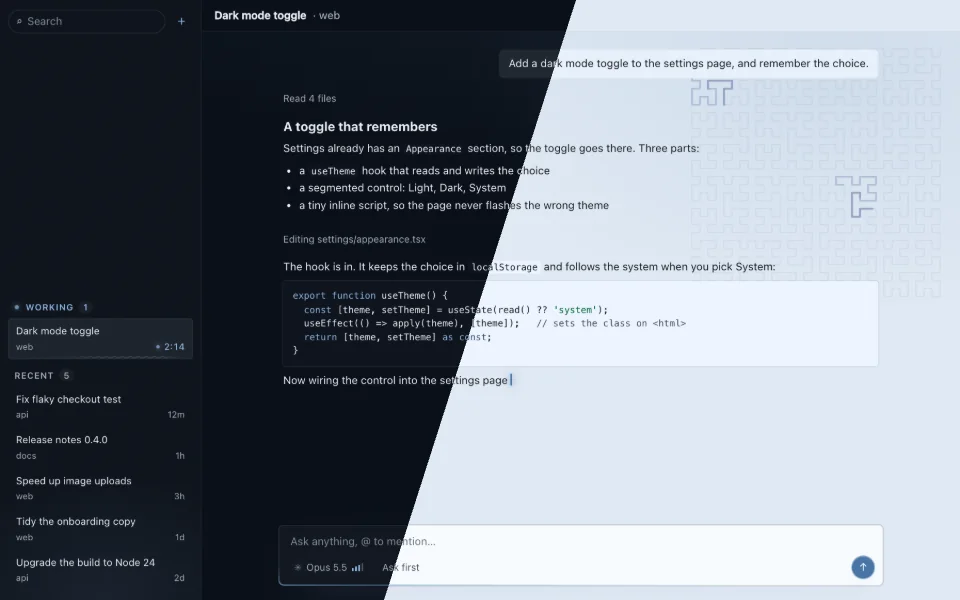 Search
+
Dark mode toggle · web
Add a dark mode toggle to the settings page, and remember the choice.
Read 4 files
A toggle that remembers
Settings already has an Appearance section, so the toggle goes there. Three parts:
• a useTheme hook that reads and writes the choice
• a segmented control: Light, Dark, System
• a tiny inline script, so the page never flashes the wrong theme
Editing settings/appearance.tsx
The hook is in. It keeps the choice in localStorage and follows the system when you pick System:
export function useTheme() {
const [theme, setTheme] = useState(read() ?? 'system');
useEffect(() => apply(theme), [theme]); // sets the class on <html>
return [theme, setTheme] as const;
}
Now wiring the control into the settings page
WORKING 1
Dark mode toggle
web 2:14
RECENT 5
Fix flaky checkout test
api 12m
Release notes 0.4.0
docs 1h
Speed up image uploads
web 3h
Tidy the onboarding copy
web 1d
Upgrade the build to Node 24
api 2d
Ask anything, @ to mention...
Opus 5.5 Ask first